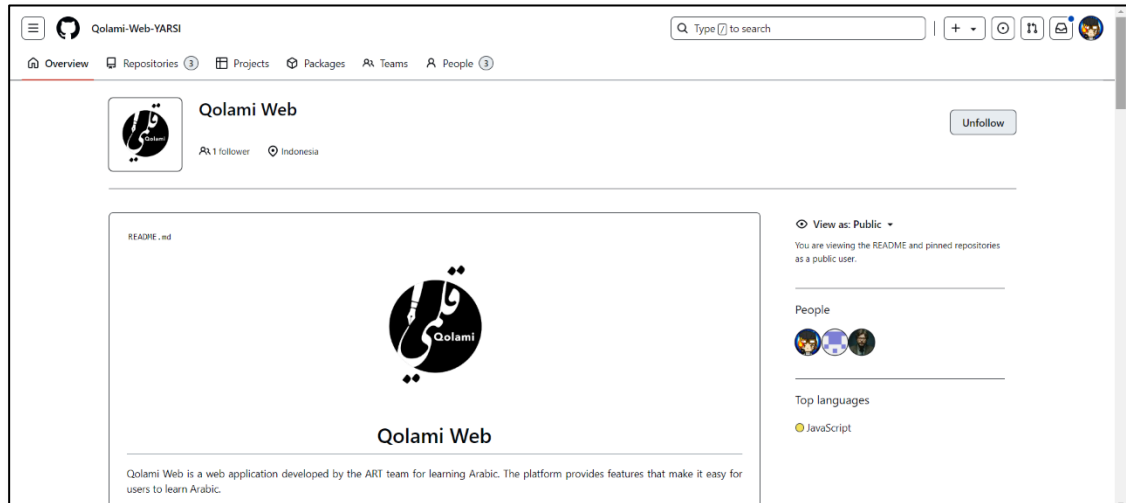 Qolami-Web-YARSI
Type / to search
Overview
Repositories 3
Projects
Packages
Teams
People 3
قلمي
Qolami
Qolami Web
Unfollow
1 follower
Indonesia
README.md
قلمي
Qolami
Qolami Web
Qolami Web is a web application developed by the ART team for learning Arabic. The platform provides features that make it easy for
users to learn Arabic.
View as: Public
You are viewing the README and pinned repositories
as a public user.
People
Top languages
JavaScript